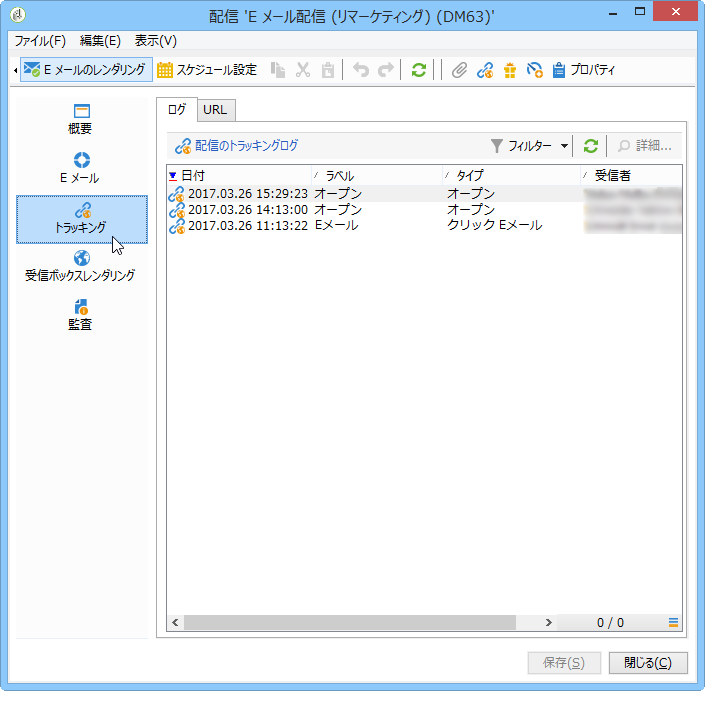 配信 'E メール配信 (リマーケティング) (DM63)'
ファイル(F) 編集(E) 表示(V)
E メールのレンダリング スケジュール設定 プロパティ
概要
E メール
トラッキング
受信ボックスレンダリング
監査
ログ URL
配信のトラッキングログ フィルター 詳細...
日付 ラベル タイプ 受信者
2017.03.26 15:29:23 オープン オープン
2017.03.26 14:13:00 オープン オープン
2017.03.26 11:13:22 Eメール クリック Eメール
0 / 0
保存(S) 閉じる(C)